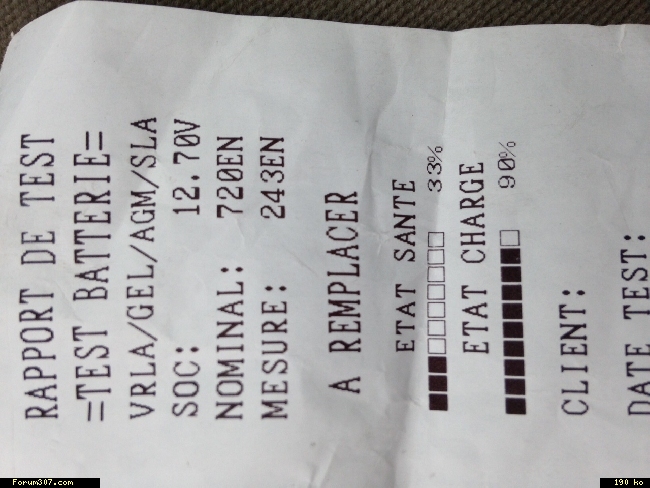 RAPPORT DE TEST
=TEST BATTERIE=
VRLA/GEL/AGM/SLA
SOC: 12.70V
NOMINAL: 720EN
MESURE: 243EN
A REMPLACER
ETAT SANTE
33%
ETAT CHARGE
90%
CLIENT:
DATE TEST:
Forum307.com
190 ko